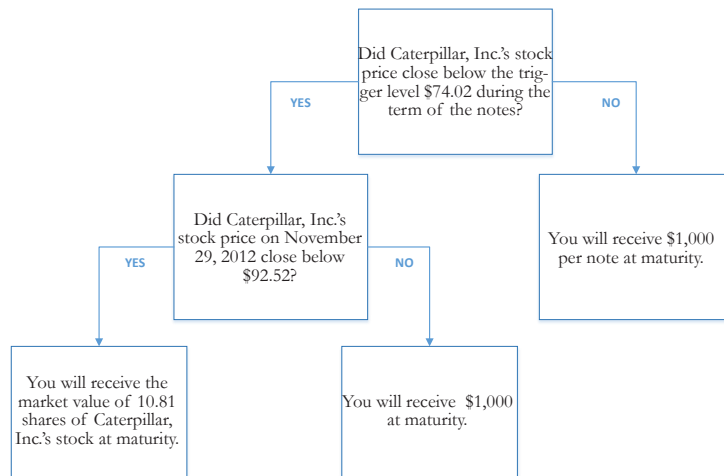 Did Caterpillar, Inc.'s stock
price close below the trig-
ger level $74.02 during the
term of the notes?
YES
NO
Did Caterpillar, Inc.'s
stock price on November
29, 2012 close below
$92.52?
You will receive $1,000
per note at maturity.
YES
NO
You will receive the
market value of 10.81
shares of Caterpillar,
Inc.'s stock at maturity.
You will receive  $1,000
at maturity.